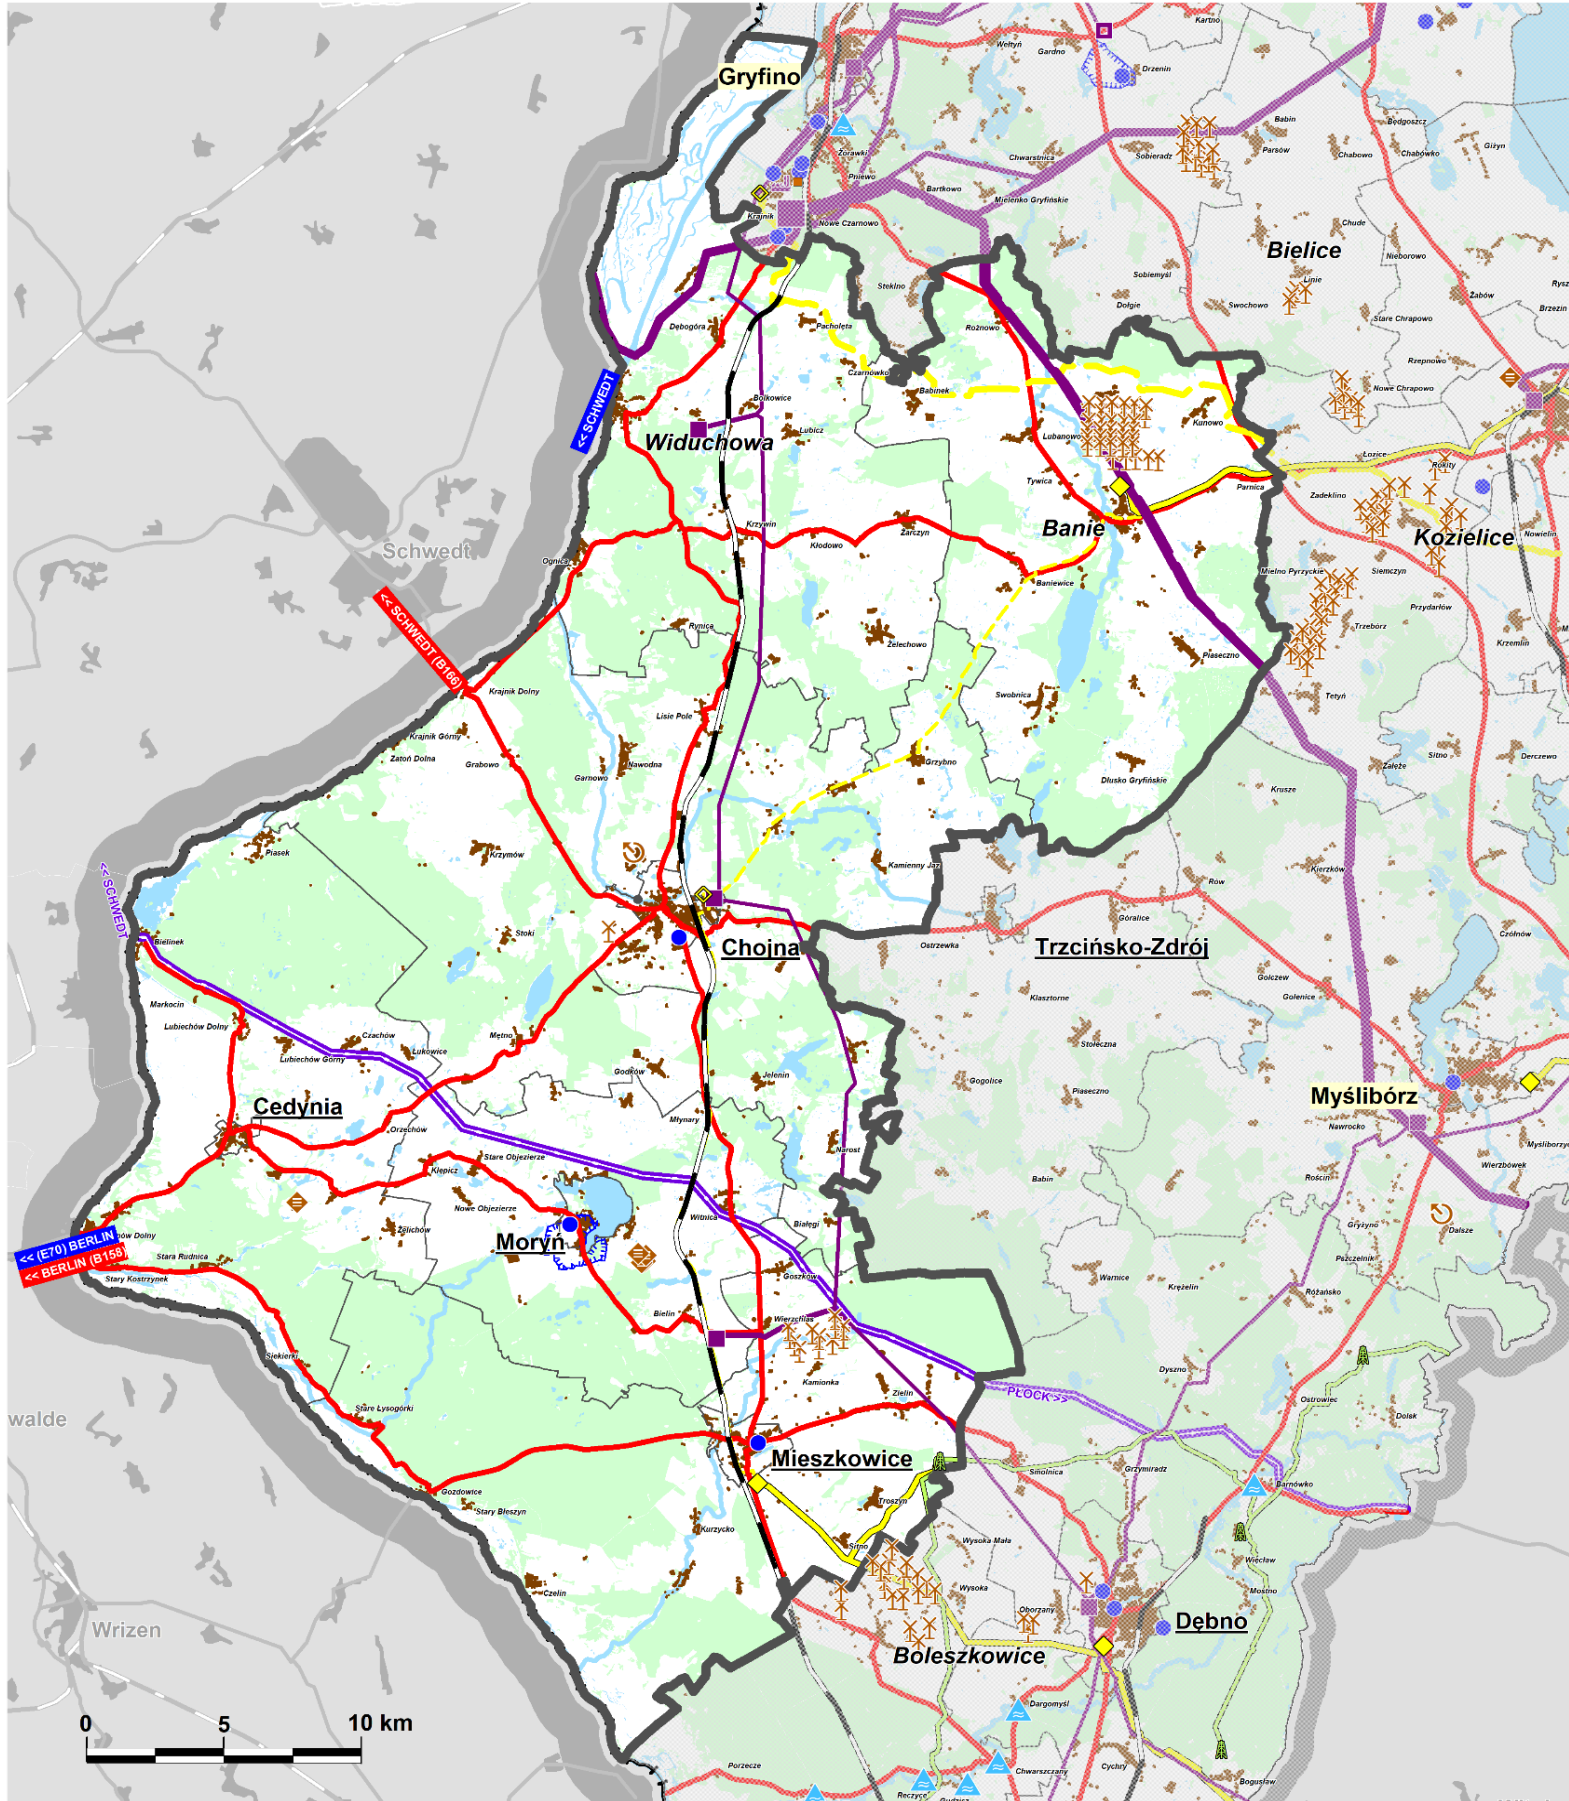 Kartno
Wełtyń
Gardno
Gryfino
Drzenin
Żórawki
Chwarstnica
Sobieradz
Babin
Parsów
Będgoszcz
Chabowo
Chabówko
Giżyn
Pniewo
Bartkowo
Mielenko Gryfińskie
Krajnik
Nowe Czarnowo
Chude
Bielice
Nieborowo
Steklno
Sobiemyśl
Linie
Dołgie
Swochowo
Żabów
Stare Chrapowo
Brzezin
Dębogóra
Pacholęta
Rożnowo
Rzepnowo
Czarnówko
Babinek
Nowe Chrapowo
<< SCHWEDT
Bolkowice
Lubicz
Widuchowa
Lubanowo
Kunowo
Łozice
Rokity
Tywica
Parnica
Zadeklino
Banie
Kozielice
Nowielin
Krzywin
Żarczyn
Kłodowo
Schwedt
Ognica
Baniewice
Mielno Pyrzyckie
Siemczyn
Przydarłów
<< SCHWEDT (B166)
Rynica
Żelechowo
Trzebórz
Krzemlin
Piaseczno
Krajnik Dolny
Swobnica
Tetyń
Lisie Pole
Krajnik Górny
Zatoń Dolna
Grabowo
Garnowo
Nawodna
Grzybno
Dłusko Gryfińskie
Sitno
Derczewo
Załęże
Krusze
Piasek
Krzymów
Kamienny Jaz
Kierzków
Rów
<< SCHWEDT
Góralice
Stoki
Chojna
Ostrzewka
Trzcińsko-Zdrój
Czółnów
Bielinek
Gołczew
Golenice
Klasztorne
Markocin
Lubiechów Dolny
Czachów
Lubiechów Górny
Łukowice
Mętno
Stołeczna
Godków
Jelenin
Gogolice
Piaseczno
Myślibórz
Cedynia
Młynary
Orzechów
Nawrocko
Myśliborzyce
Narost
Stare Objezierze
Klępicz
Wierzbówek
Babin
Rościn
Nowe Objezierze
Żelichów
Witnica
Białęgi
Gryżyno
Dalsze
Moryń
<< (E70) BERLIN
<< BERLIN (B158)
Stara Rudnica
Stary Kostrzynek
Goszków
Warnice
Krężelin
Pszczelnik
Różańsko
Bielin
Wierzchlas
Siekierki
Kamionka
Zielin
Dyszno
PŁOCK >>
Ostrowiec
Dolsk
walde
Stare Łysogórki
Mieszkowice
Smolnica
Grzymiradz
Barnówko
Gozdowice
Stary Błeszyn
Troszyn
Kurzycko
Sitno
Wysoka Mała
Więcław
Mostno
Czelin
Wysoka
Oborzany
Wrizen
Dębno
Boleszkowice
Dargomyśl
0 5 10 km
Porzecze
Chwarszczany
Cychry
Bogusław
Reczyce